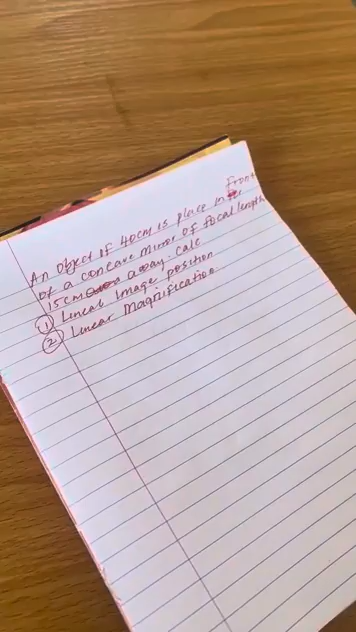 An Object of 40cm is place in front
of a concave mirror of focal length
15cm away. calc
① Lineal Image position
② Linear Magnification